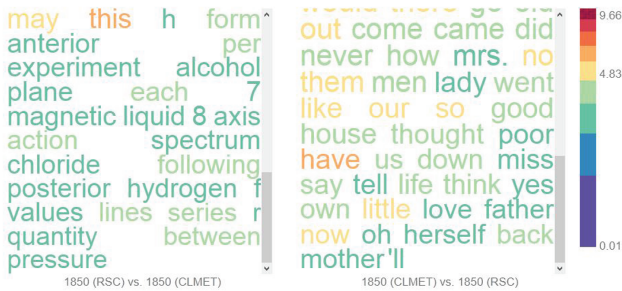 may this h form
anterior per
experiment alcohol
plane each 7
magnetic liquid 8 axis
action spectrum
chloride following
posterior hydrogen f
values lines series r
quantity between
pressure
1850 (RSC) vs. 1850 (CLMET)
would there go old
out come came did
never how mrs. no
them men lady went
like our so good
house thought poor
have us down miss
say tell life think yes
own little love father
now oh herself back
mother 'll
1850 (CLMET) vs. 1850 (RSC)
9.66
4.83
0.01